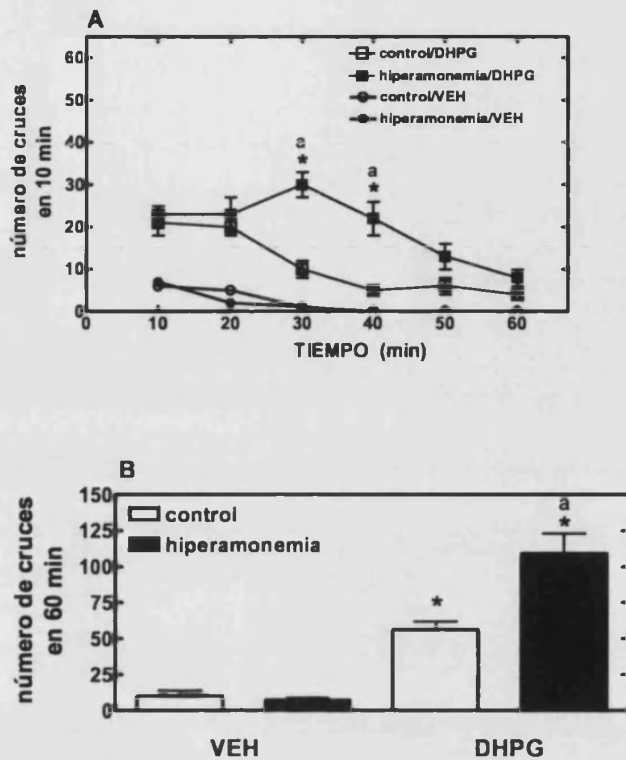 A
control/DHPG
hiperamonemia/DHPG
control/VEH
hiperamonemia/VEH
número de cruces
en 10 min
60
50
40
30
20
10
0
a
*
a
*
0
10
20
30
40
50
60
TIEMPO (min)
B
control
hiperamonemia
número de cruces
en 60 min
150
125
100
75
50
25
0
*
a
*
VEH
DHPG